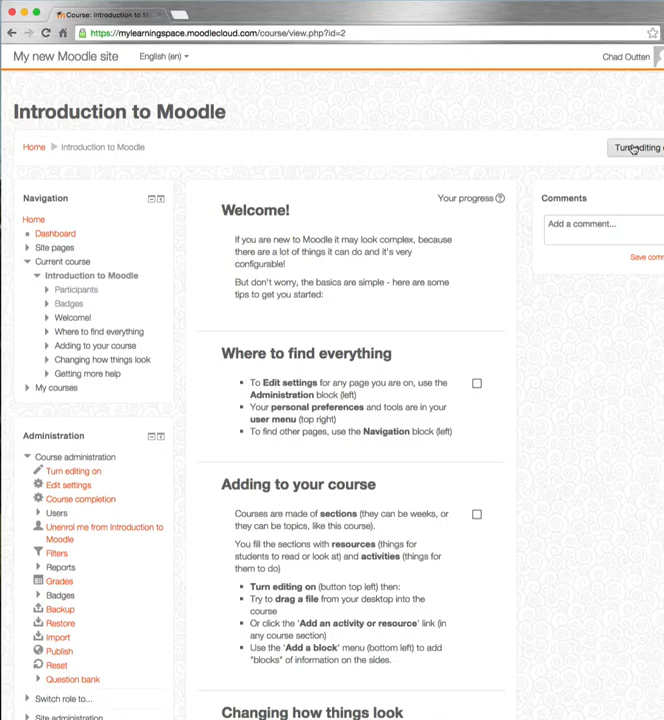 Course: Introduction to M
https://mylearningspace.moodlecloud.com/course/view.php?id=2
My new Moodle site English (en) Chad Outten
Introduction to Moodle
Home Introduction to Moodle
Turn editing
Navigation
Home
Dashboard
Site pages
Current course
Introduction to Moodle
Participants
Badges
Welcome!
Where to find everything
Adding to your course
Changing how things look
Getting more help
My courses
Administration
Course administration
Turn editing on
Edit settings
Course completion
Users
Unenrol me from Introduction to
Moodle
Filters
Reports
Grades
Badges
Backup
Restore
Import
Publish
Reset
Question bank
Switch role to...
Site administration
Your progress
Welcome!
If you are new to Moodle it may look complex, because
there are a lot of things it can do and it's very
configurable!
But don't worry, the basics are simple - here are some
tips to get you started:
Where to find everything
To Edit settings for any page you are on, use the
Administration block (left)
Your personal preferences and tools are in your
user menu (top right)
To find other pages, use the Navigation block (left)
Adding to your course
Courses are made of sections (they can be weeks, or
they can be topics, like this course).
You fill the sections with resources (things for
students to read or look at) and activities (things for
them to do)
Turn editing on (button top left) then:
Try to drag a file from your desktop into the
course
Or click the 'Add an activity or resource' link (in
any course section)
Use the 'Add a block' menu (bottom left) to add
"blocks" of information on the sides.
Changing how things look
Comments
Add a comment...
Save com